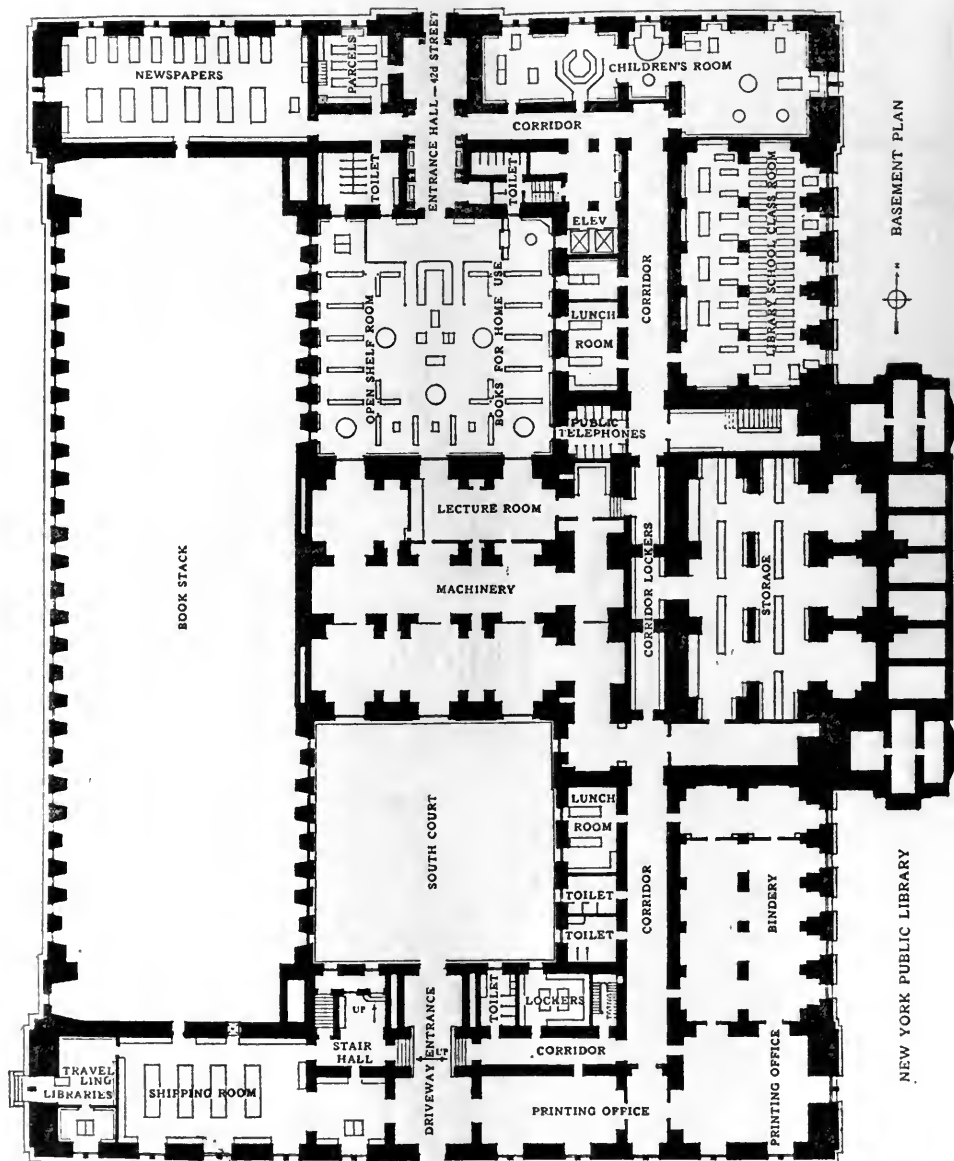 NEWSPAPERS
PARCELS
ENTRANCE HALL — 42d STREET
CHILDREN'S ROOM
CORRIDOR
TOILET
TOILET
ELEV
CORRIDOR
LIBRARY SCHOOL CLASS ROOM
BASEMENT PLAN
N
OPEN SHELF ROOM
BOOKS FOR HOME USE
LUNCH
ROOM
PUBLIC
TELEPHONES
LECTURE ROOM
MACHINERY
CORRIDOR LOCKERS
STORAGE
BOOK STACK
SOUTH COURT
LUNCH
ROOM
TOILET
TOILET
CORRIDOR
BINDERY
NEW YORK PUBLIC LIBRARY
UP
STAIR
HALL
DRIVEWAY ENTRANCE
UP
TOILET
LOCKERS
CORRIDOR
TRAVEL
LING
LIBRARIES
SHIPPING ROOM
PRINTING OFFICE
PRINTING OFFICE